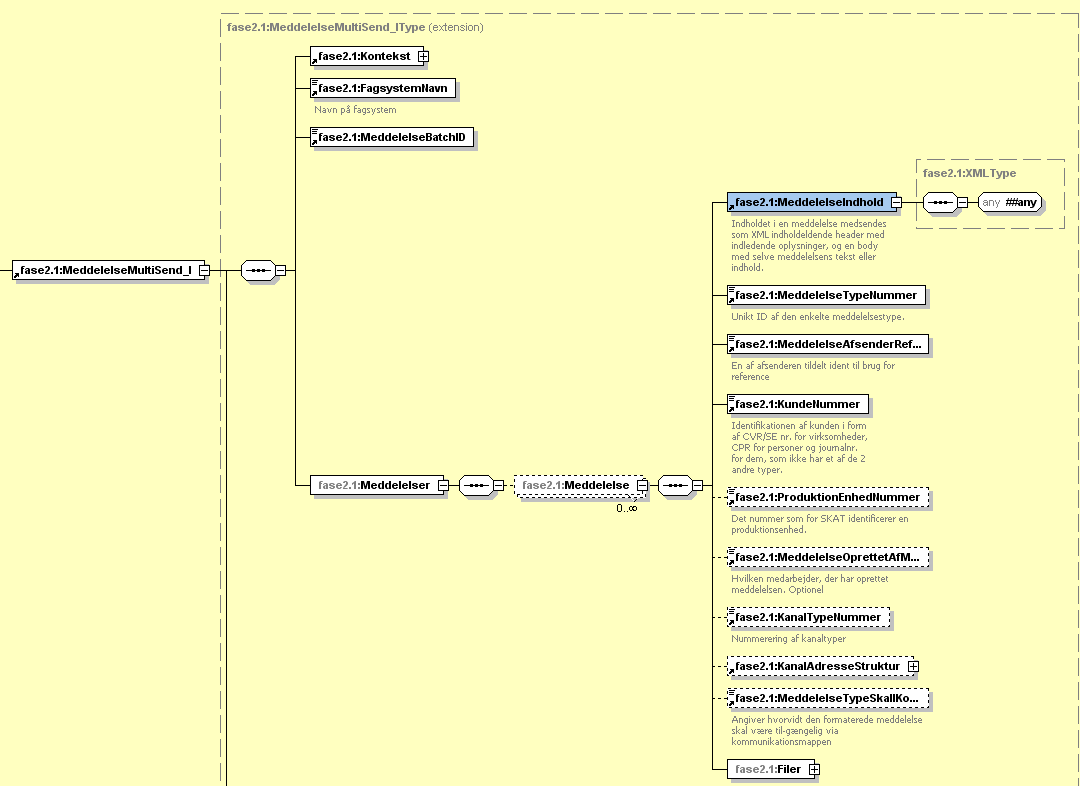 fase2.1:MeddelelseMultiSend_IType (extension)
fase2.1:Kontekst
fase2.1:FagsystemNavn
Navn på fagsystem
fase2.1:MeddelelseBatchID
fase2.1:XMLType
fase2.1:MeddelelseIndhold
any ##any
Indholdet i en meddelelse medsendes
som XML indholdeldende header med
indledende oplysninger, og en body
med selve meddelelsens tekst eller
indhold.
fase2.1:MeddelelseMultiSend_I
fase2.1:MeddelelseTypeNummer
Unikt ID af den enkelte meddelelsestype.
fase2.1:MeddelelseAfsenderRef...
En af afsenderen tildelt ident til brug for
reference
fase2.1:KundeNummer
Identifikationen af kunden i form
af CVR/SE nr. for virksomheder,
CPR for personer og journalnr.
for dem, som ikke har et af de 2
andre typer.
fase2.1:Meddelelser
fase2.1:Meddelelse
0..∞
fase2.1:ProduktionEnhedNummer
Det nummer som for SKAT identificerer en
produktionsenhed.
fase2.1:MeddelelseOprettetAfM...
Hvilken medarbejder, der har oprettet
meddelelsen. Optionel
fase2.1:KanalTypeNummer
Nummerering af kanaltyper
fase2.1:KanalAdresseStruktur
fase2.1:MeddelelseTypeSkalIKo...
Angiver hvorvidt den formaterede meddelelse
skal være til-gængelig via
kommunikationsmappen
fase2.1:Filer